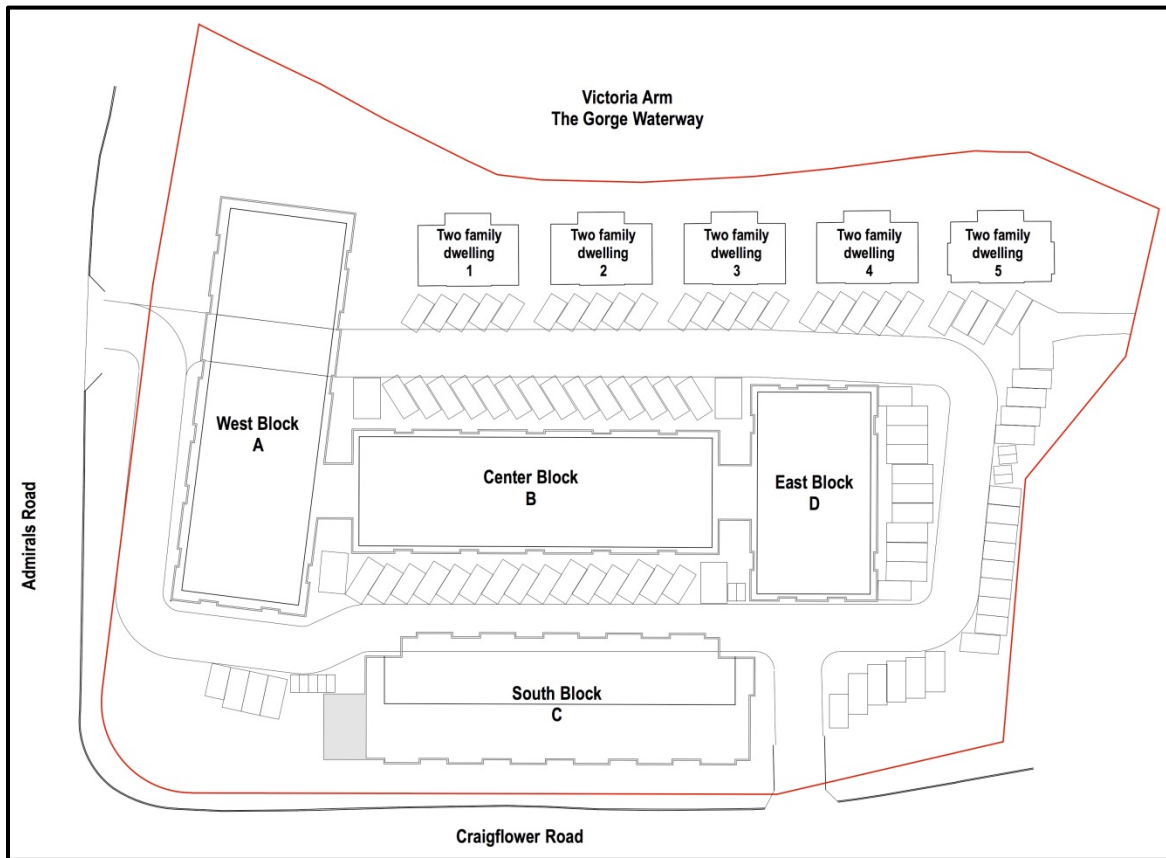 Victoria Arm
The Gorge Waterway
Two family
dwelling
1
Two family
dwelling
2
Two family
dwelling
3
Two family
dwelling
4
Two family
dwelling
5
West Block
A
Center Block
B
East Block
D
South Block
C
Admirals Road
Craigflower Road